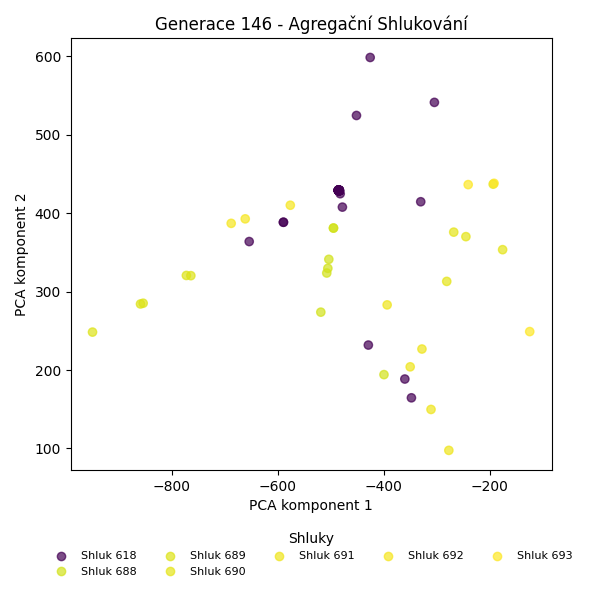 Generace 146 - Agregační Shlukování
600
500
400
300
200
100
PCA komponent 2
−800
−600
−400
−200
PCA komponent 1
Shluky
Shluk 618
Shluk 689
Shluk 691
Shluk 692
Shluk 693
Shluk 688
Shluk 690